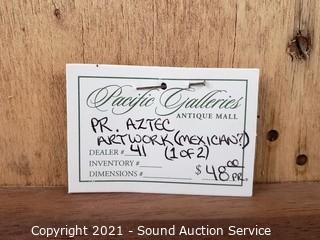 Pacific Galleries
ANTIQUE MALL
PR. AZTEC
ARTWORK (MEXICAN?)
DEALER # 41 (1 OF 2)
INVENTORY #
DIMENSIONS # $48.00 PR.
Copyright 2021 - Sound Auction Service